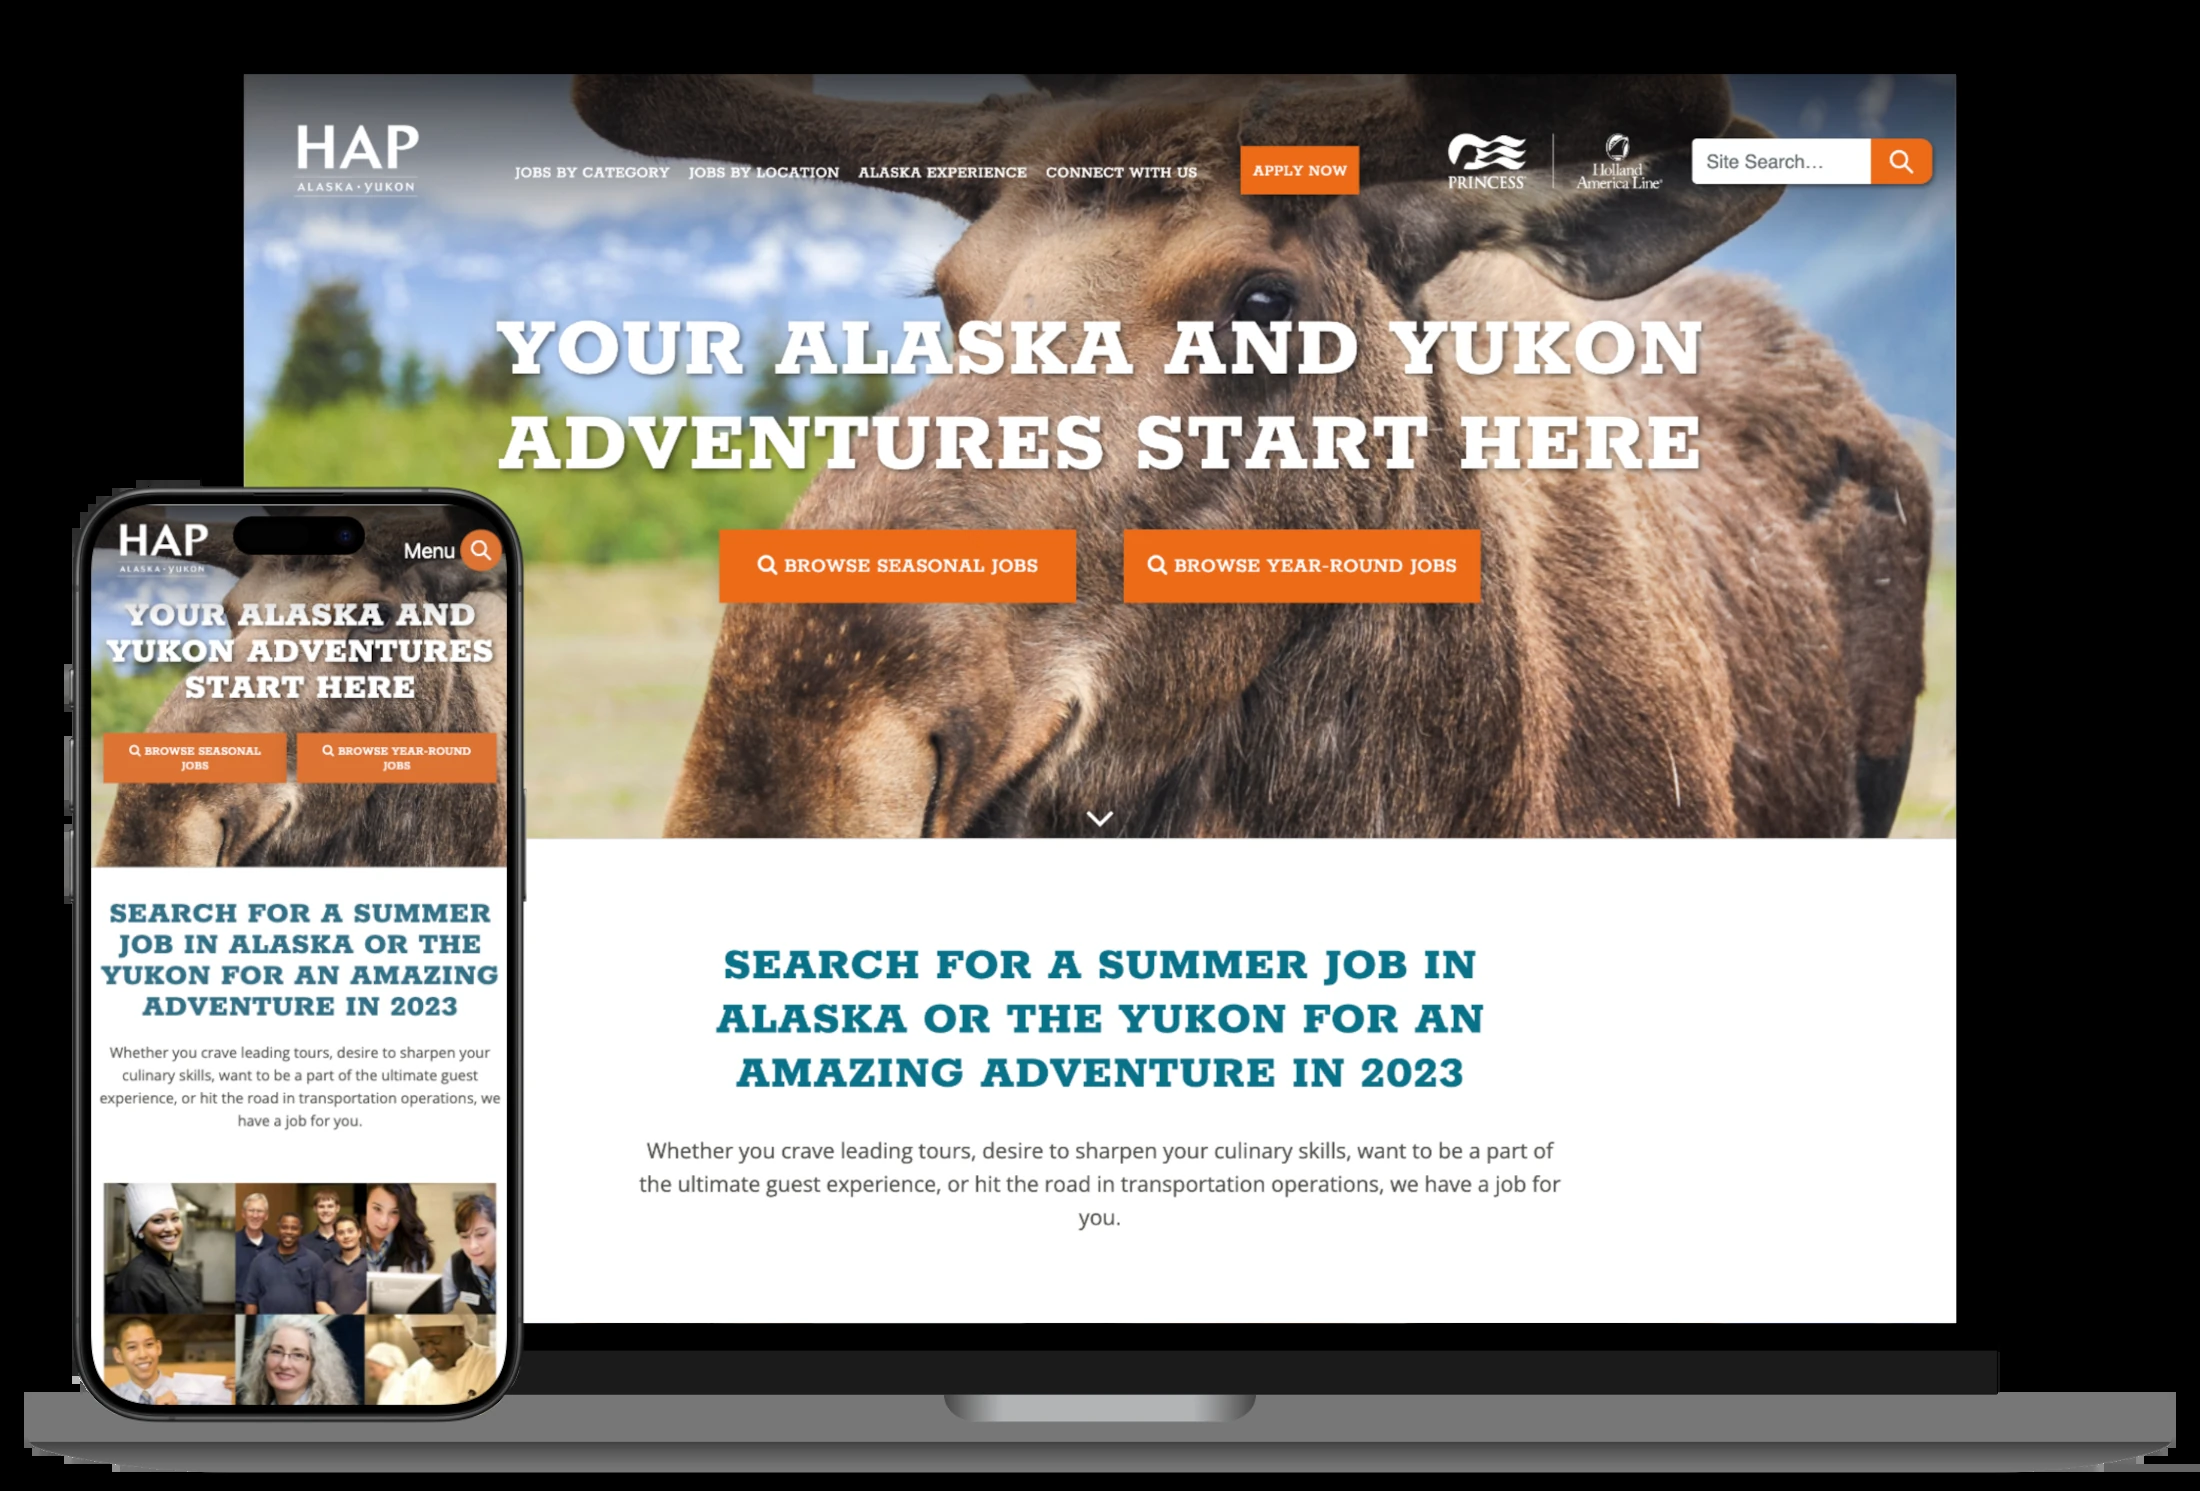 HAP
ALASKA • YUKON
JOBS BY CATEGORY
JOBS BY LOCATION
ALASKA EXPERIENCE
CONNECT WITH US
APPLY NOW
PRINCESS
Holland
America Line
Site Search...
YOUR ALASKA AND YUKON
ADVENTURES START HERE
BROWSE SEASONAL JOBS
BROWSE YEAR-ROUND JOBS
SEARCH FOR A SUMMER JOB IN
ALASKA OR THE YUKON FOR AN
AMAZING ADVENTURE IN 2023
Whether you crave leading tours, desire to sharpen your culinary skills, want to be a part of
the ultimate guest experience, or hit the road in transportation operations, we have a job for
you.
HAP
ALASKA • YUKON
Menu
YOUR ALASKA AND
YUKON ADVENTURES
START HERE
BROWSE SEASONAL
JOBS
BROWSE YEAR-ROUND
JOBS
SEARCH FOR A SUMMER
JOB IN ALASKA OR THE
YUKON FOR AN AMAZING
ADVENTURE IN 2023
Whether you crave leading tours, desire to sharpen your
culinary skills, want to be a part of the ultimate guest
experience, or hit the road in transportation operations, we
have a job for you.